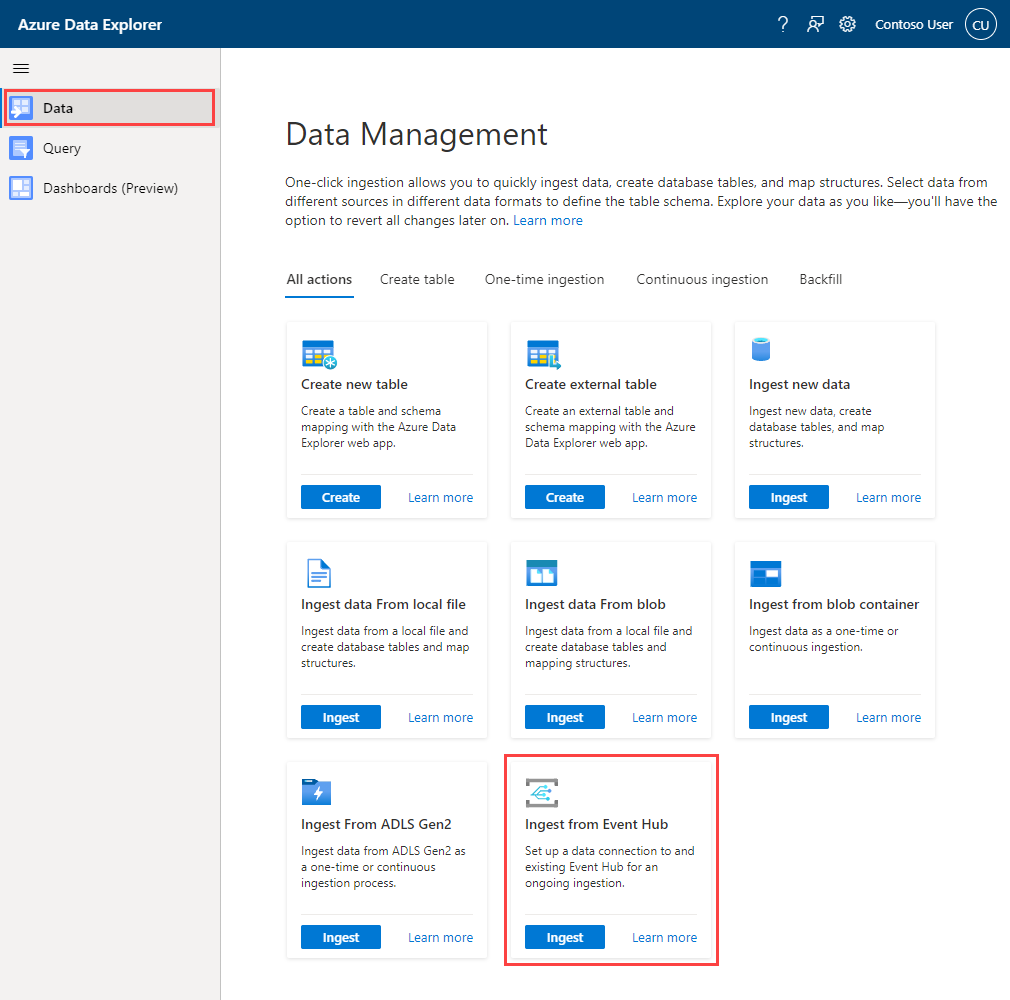 Azure Data Explorer
? Contoso User CU
Data
Query
Dashboards (Preview)
Data Management
One-click ingestion allows you to quickly ingest data, create database tables, and map structures. Select data from
different sources in different data formats to define the table schema. Explore your data as you like—you'll have the
option to revert all changes later on. Learn more
All actions Create table One-time ingestion Continuous ingestion Backfill
Create new table
Create a table and schema
mapping with the Azure Data
Explorer web app.
Create Learn more
Create external table
Create an external table and
schema mapping with the Azure
Data Explorer web app.
Create Learn more
Ingest new data
Ingest new data, create
database tables, and map
structures.
Ingest Learn more
Ingest data From local file
Ingest data from a local file and
create database tables and map
structures.
Ingest Learn more
Ingest data From blob
Ingest data from a local file and
create database tables and
mapping structures.
Ingest Learn more
Ingest from blob container
Ingest data as a one-time or
continuous ingestion.
Ingest Learn more
Ingest From ADLS Gen2
Ingest data from ADLS Gen2 as
a one-time or continuous
ingestion process.
Ingest Learn more
Ingest from Event Hub
Set up a data connection to and
existing Event Hub for an
ongoing ingestion.
Ingest Learn more